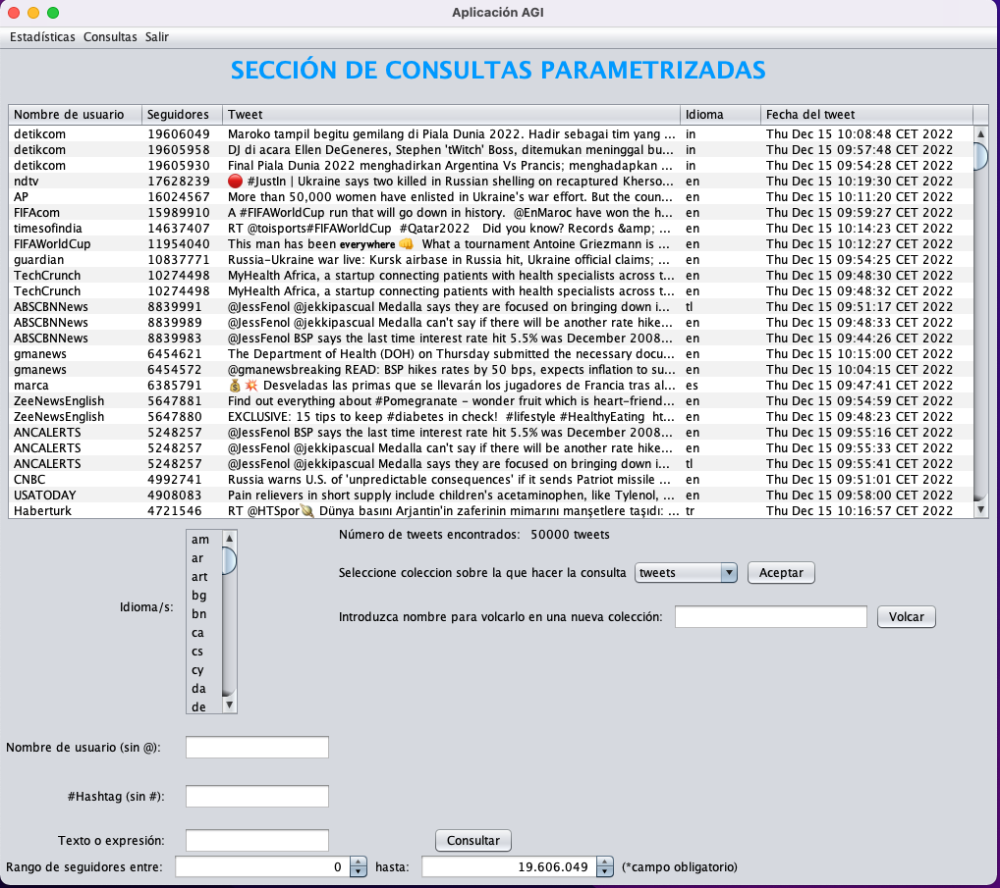 Aplicación AGI
Estadísticas Consultas Salir
SECCIÓN DE CONSULTAS PARAMETRIZADAS
Nombre de usuario Seguidores Tweet Idioma Fecha del tweet
detikcom 19606049 Maroko tampil begitu gemilang di Piala Dunia 2022. Hadir sebagai tim yang ... in Thu Dec 15 10:08:48 CET 2022
detikcom 19605958 DJ di acara Ellen DeGeneres, Stephen 'tWitch' Boss, ditemukan meninggal bu... in Thu Dec 15 09:57:48 CET 2022
detikcom 19605930 Final Piala Dunia 2022 menghadirkan Argentina Vs Prancis; menghadapkan ... in Thu Dec 15 09:54:28 CET 2022
ndtv 17628239 🔴 #JustIn | Ukraine says two killed in Russian shelling on recaptured Kherso... en Thu Dec 15 10:19:30 CET 2022
AP 16024567 More than 50,000 women have enlisted in Ukraine's war effort. But the coun... en Thu Dec 15 10:11:20 CET 2022
FIFAcom 15989910 A #FIFAWorldCup run that will go down in history. @EnMaroc have won the h... en Thu Dec 15 09:59:27 CET 2022
timesofindia 14637407 RT @toisports#FIFAWorldCup #Qatar2022 Did you know? Records &amp; ... en Thu Dec 15 10:14:23 CET 2022
FIFAWorldCup 11954040 This man has been everywhere 👊 What a tournament Antoine Griezmann is ... en Thu Dec 15 10:12:27 CET 2022
guardian 10837771 Russia-Ukraine war live: Kursk airbase in Russia hit, Ukraine official claims; ... en Thu Dec 15 09:54:25 CET 2022
TechCrunch 10274498 MyHealth Africa, a startup connecting patients with health specialists across t... en Thu Dec 15 09:48:30 CET 2022
TechCrunch 10274498 MyHealth Africa, a startup connecting patients with health specialists across t... en Thu Dec 15 09:48:32 CET 2022
ABSCBNNews 8839991 @JessFenol @jekkipascual Medalla says they are focused on bringing down i... tl Thu Dec 15 09:51:17 CET 2022
ABSCBNNews 8839989 @JessFenol @jekkipascual Medalla can't say if there will be another rate hike... en Thu Dec 15 09:48:33 CET 2022
ABSCBNNews 8839983 @JessFenol BSP says the last time interest rate hit 5.5% was December 2008... en Thu Dec 15 09:44:26 CET 2022
gmanews 6454621 The Department of Health (DOH) on Thursday submitted the necessary docu... en Thu Dec 15 10:15:00 CET 2022
gmanews 6454572 @gmanewsbreaking READ: BSP hikes rates by 50 bps, expects inflation to su... en Thu Dec 15 10:04:15 CET 2022
marca 6385791 💰💥 Desveladas las primas que se llevarán los jugadores de Francia tras al... es Thu Dec 15 09:47:41 CET 2022
ZeeNewsEnglish 5647881 Find out everything about #Pomegranate - wonder fruit which is heart-friend... en Thu Dec 15 09:54:59 CET 2022
ZeeNewsEnglish 5647880 EXCLUSIVE: 15 tips to keep #diabetes in check! #lifestyle #HealthyEating ht... en Thu Dec 15 09:48:33 CET 2022
ANCALERTS 5248257 @JessFenol BSP says the last time interest rate hit 5.5% was December 2008... en Thu Dec 15 09:55:16 CET 2022
ANCALERTS 5248257 @JessFenol @jekkipascual Medalla can't say if there will be another rate hike... en Thu Dec 15 09:55:33 CET 2022
ANCALERTS 5248257 @JessFenol @jekkipascual Medalla says they are focused on bringing down i... tl Thu Dec 15 09:55:41 CET 2022
CNBC 4992741 Russia warns U.S. of 'unpredictable consequences' if it sends Patriot missile ... en Thu Dec 15 09:51:01 CET 2022
USATODAY 4908083 Pain relievers in short supply include children's acetaminophen, like Tylenol, ... en Thu Dec 15 09:58:00 CET 2022
Haberturk 4721546 RT @HTSpor🪶 Dünya basını Arjantin'in zaferinin mimarını manşetlere taşıdı: ... tr Thu Dec 15 10:16:57 CET 2022
Idioma/s:
am
ar
art
bg
bn
ca
cs
cy
da
de
Número de tweets encontrados: 50000 tweets
Seleccione coleccion sobre la que hacer la consulta tweets Aceptar
Introduzca nombre para volcarlo en una nueva colección: Volcar
Nombre de usuario (sin @):
#Hashtag (sin #):
Texto o expresión: Consultar
Rango de seguidores entre: 0 hasta: 19.606.049 (*campo obligatorio)